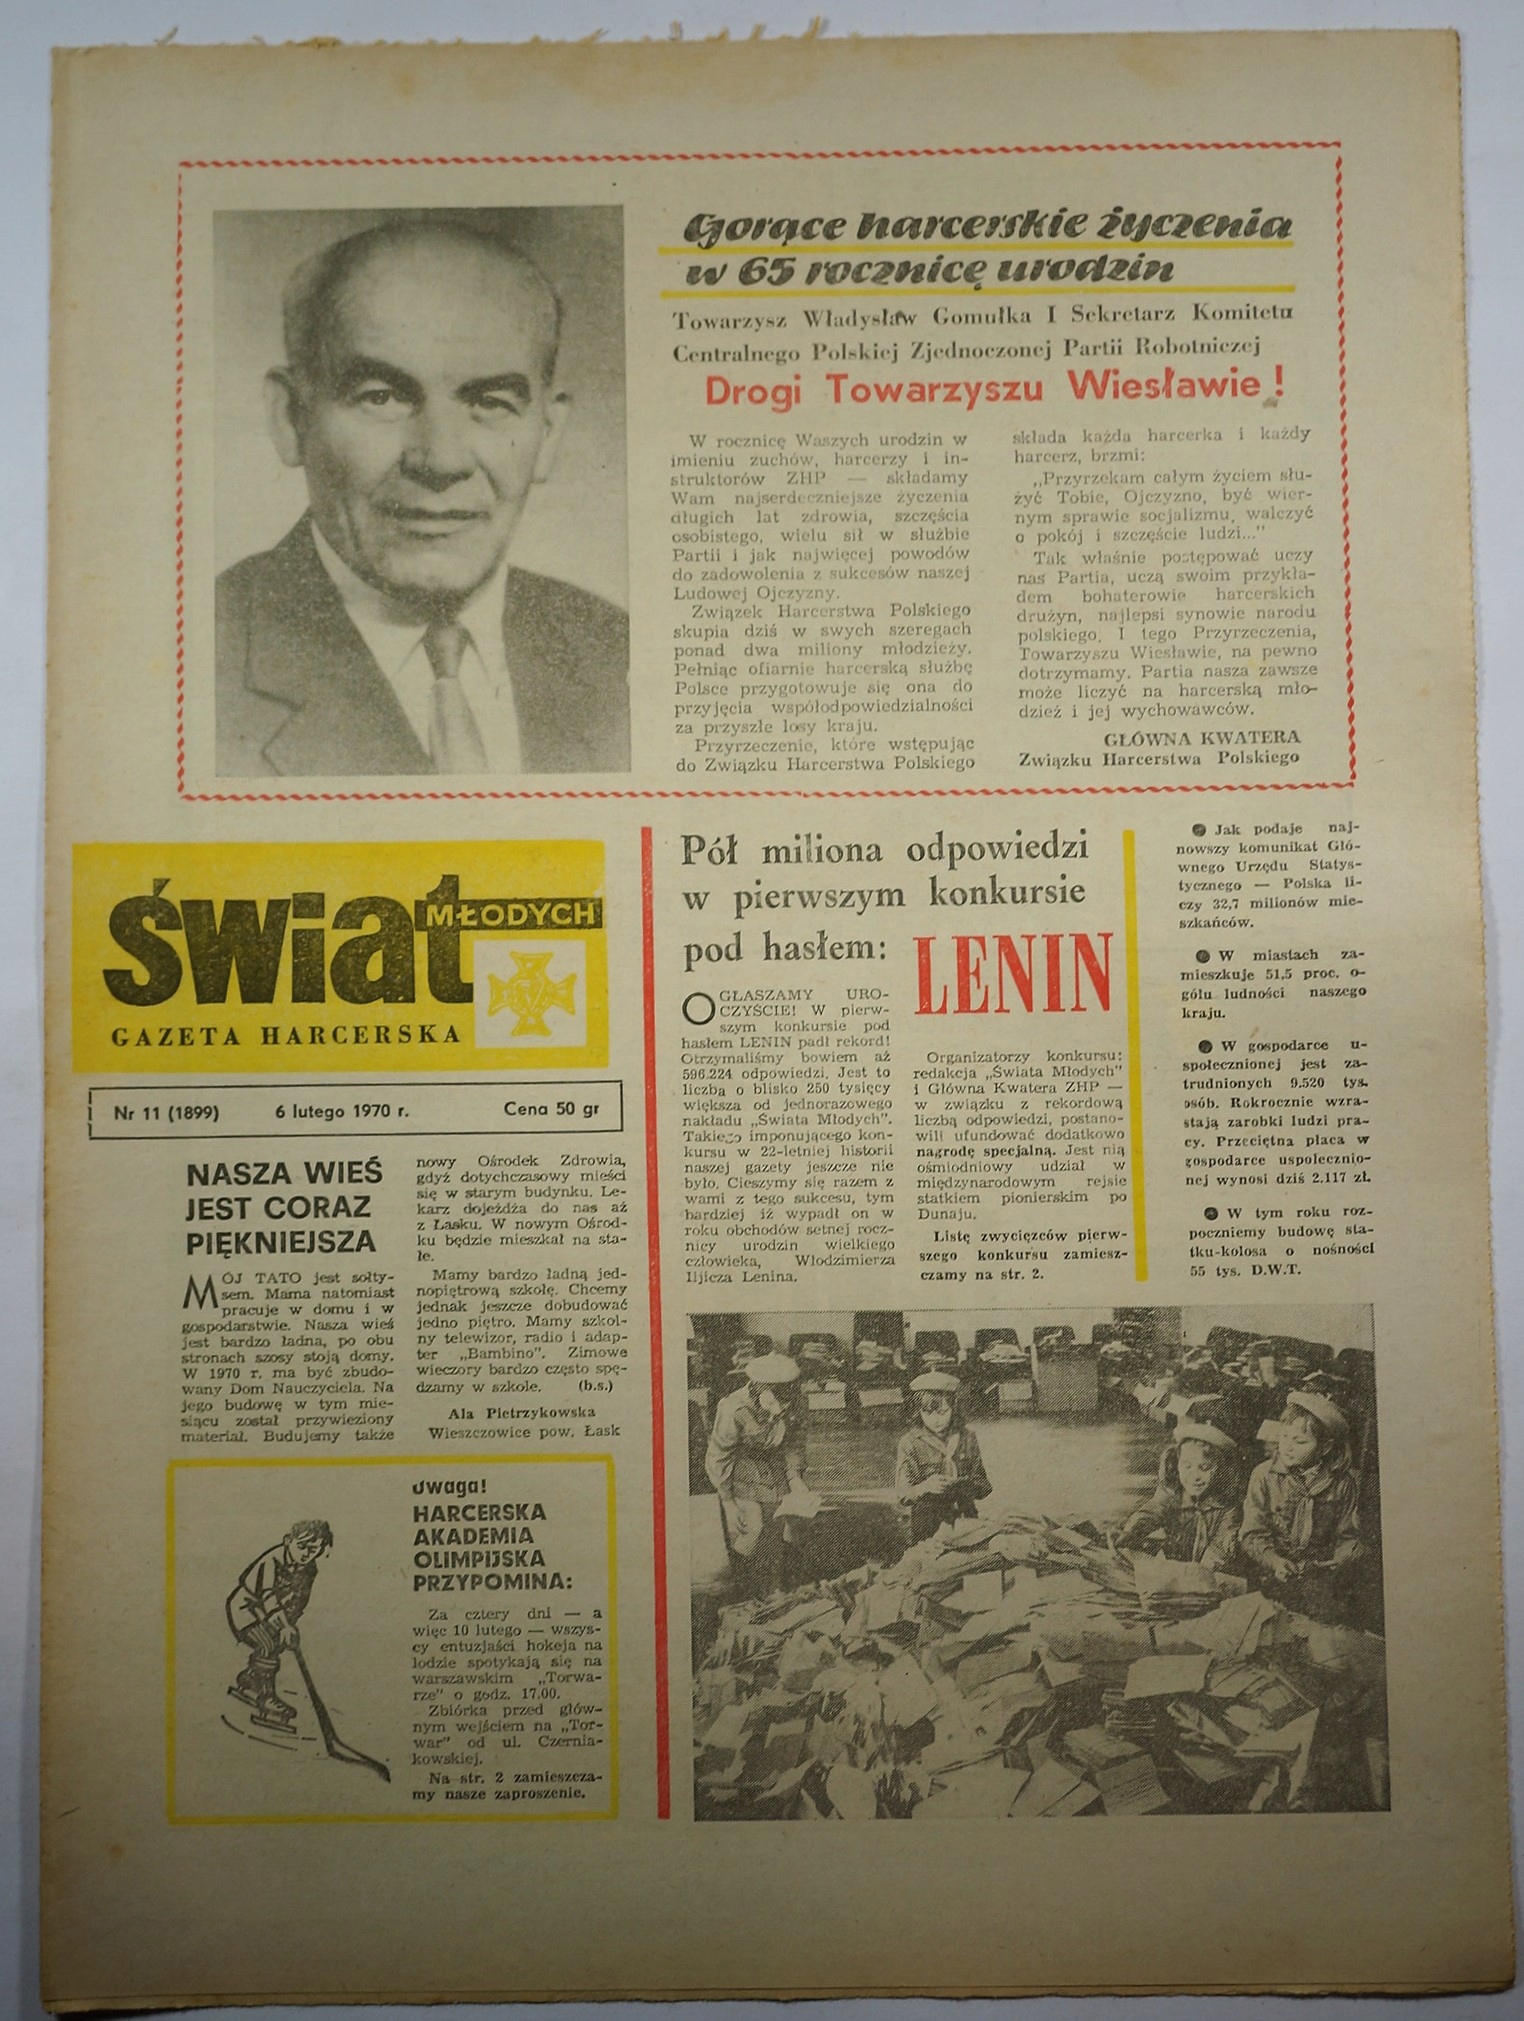 Gorące harcerskie życzenia
w 65 rocznicę urodzin
Towarzysz Władysław Gomułka I Sekretarz Komitetu
Centralnego Polskiej Zjednoczonej Partii Robotniczej
Drogi Towarzyszu Wiesławie!
W rocznicę Waszych urodzin w
imieniu zuchów, harcerzy i in-
struktorów ZHP — składamy
Wam najserdeczniejsze życzenia
długich lat zdrowia, szczęścia
osobistego, wielu sił w służbie
Partii i jak najwięcej powodów
do zadowolenia z sukcesów naszej
Ludowej Ojczyzny.
Związek Harcerstwa Polskiego
skupia dziś w swych szeregach
ponad dwa miliony młodzieży.
Pełniąc ofiarnie harcerską służbę
Polsce przygotowuje się ona do
przyjęcia współodpowiedzialności
za przyszłe losy kraju.
Przyrzeczenie, które wstępując
do Związku Harcerstwa Polskiego
składa każda harcerka i każdy
harcerz, brzmi:
„Przyrzekam całym życiem słu-
żyć Tobie, Ojczyzno, być wier-
nym sprawie socjalizmu, walczyć
o pokój i szczęście ludzi..."
Tak właśnie postępować uczy
nas Partia, uczą swoim przykła-
dem bohaterowie harcerskich
drużyn, najlepsi synowie narodu
polskiego. I tego Przyrzeczenia,
Towarzyszu Wiesławie, na pewno
dotrzymamy. Partia nasza zawsze
może liczyć na harcerską mło-
dzież i jej wychowawców.
GŁÓWNA KWATERA
Związku Harcerstwa Polskiego
świat
MŁODYCH
GAZETA HARCERSKA
Nr 11 (1899) 6 lutego 1970 r. Cena 50 gr
NASZA WIEŚ
JEST CORAZ
PIĘKNIEJSZA
MÓJ TATO jest sołty-
sem. Mama natomiast
pracuje w domu i w
gospodarstwie. Nasza wieś
jest bardzo ładna, po obu
stronach szosy stoją domy.
W 1970 r. ma być zbudo-
wany Dom Nauczyciela. Na
jego budowę w tym mie-
siącu został przywieziony
materiał. Budujemy także
nowy Ośrodek Zdrowia,
gdyż dotychczasowy mieści
się w starym budynku. Le-
karz dojeżdża do nas aż
z Łasku. W nowym Ośrod-
ku będzie mieszkał na sta-
łe.
Mamy bardzo ładną jed-
nopiętrową szkołę. Chcemy
jednak jeszcze dobudować
jedno piętro. Mamy szkol-
ny telewizor, radio i adap-
ter „Bambino". Zimowe
wieczory bardzo często spę-
dzamy w szkole. (b.s.)
Ala Pietrzykowska
Wieszczowice pow. Łask
Uwaga!
HARCERSKA
AKADEMIA
OLIMPIJSKA
PRZYPOMINA:
Za cztery dni — a
więc 10 lutego — wszys-
cy entuzjaści hokeja na
lodzie spotykają się na
warszawskim „Torwa-
rze" o godz. 17.00.
Zbiórka przed głów-
nym wejściem na „Tor-
war" od ul. Czernia-
kowskiej.
Na str. 2 zamieszcza-
my nasze zaproszenie.
Pół miliona odpowiedzi
w pierwszym konkursie
pod hasłem: LENIN
OGŁASZAMY URO-
CZYŚCIE! W pierw-
szym konkursie pod
hasłem LENIN padł rekord!
Otrzymaliśmy bowiem aż
596.224 odpowiedzi. Jest to
liczba o blisko 250 tysięcy
większa od jednorazowego
nakładu „Świata Młodych".
Takiego imponującego kon-
kursu w 22-letniej historii
naszej gazety jeszcze nie
było. Cieszymy się razem z
wami z tego sukcesu, tym
bardziej iż wypadł on w
roku obchodów setnej rocz-
nicy urodzin wielkiego
człowieka, Włodzimierza
Iljicza Lenina.
Organizatorzy konkursu:
redakcja „Świata Młodych"
i Główna Kwatera ZHP —
w związku z rekordową
liczbą odpowiedzi, postano-
wili ufundować dodatkowo
nagrodę specjalną. Jest nią
ośmiodniowy udział w
międzynarodowym rejsie
statkiem pionierskim po
Dunaju.
Listę zwycięzców pierw-
szego konkursu zamiesz-
czamy na str. 2.
● Jak podaje naj-
nowszy komunikat Głó-
wnego Urzędu Statys-
tycznego — Polska li-
czy 32,7 milionów mie-
szkańców.
● W miastach za-
mieszkuje 51,5 proc. o-
gółu ludności naszego
kraju.
● W gospodarce u-
społecznionej jest za-
trudnionych 9.520 tys.
osób. Rokrocznie wzra-
stają zarobki ludzi pra-
cy. Przeciętna płaca w
gospodarce uspołecznio-
nej wynosi dziś 2.117 zł.
● W tym roku roz-
poczniemy budowę sta-
tku-kolosa o nośności
55 tys. D.W.T.